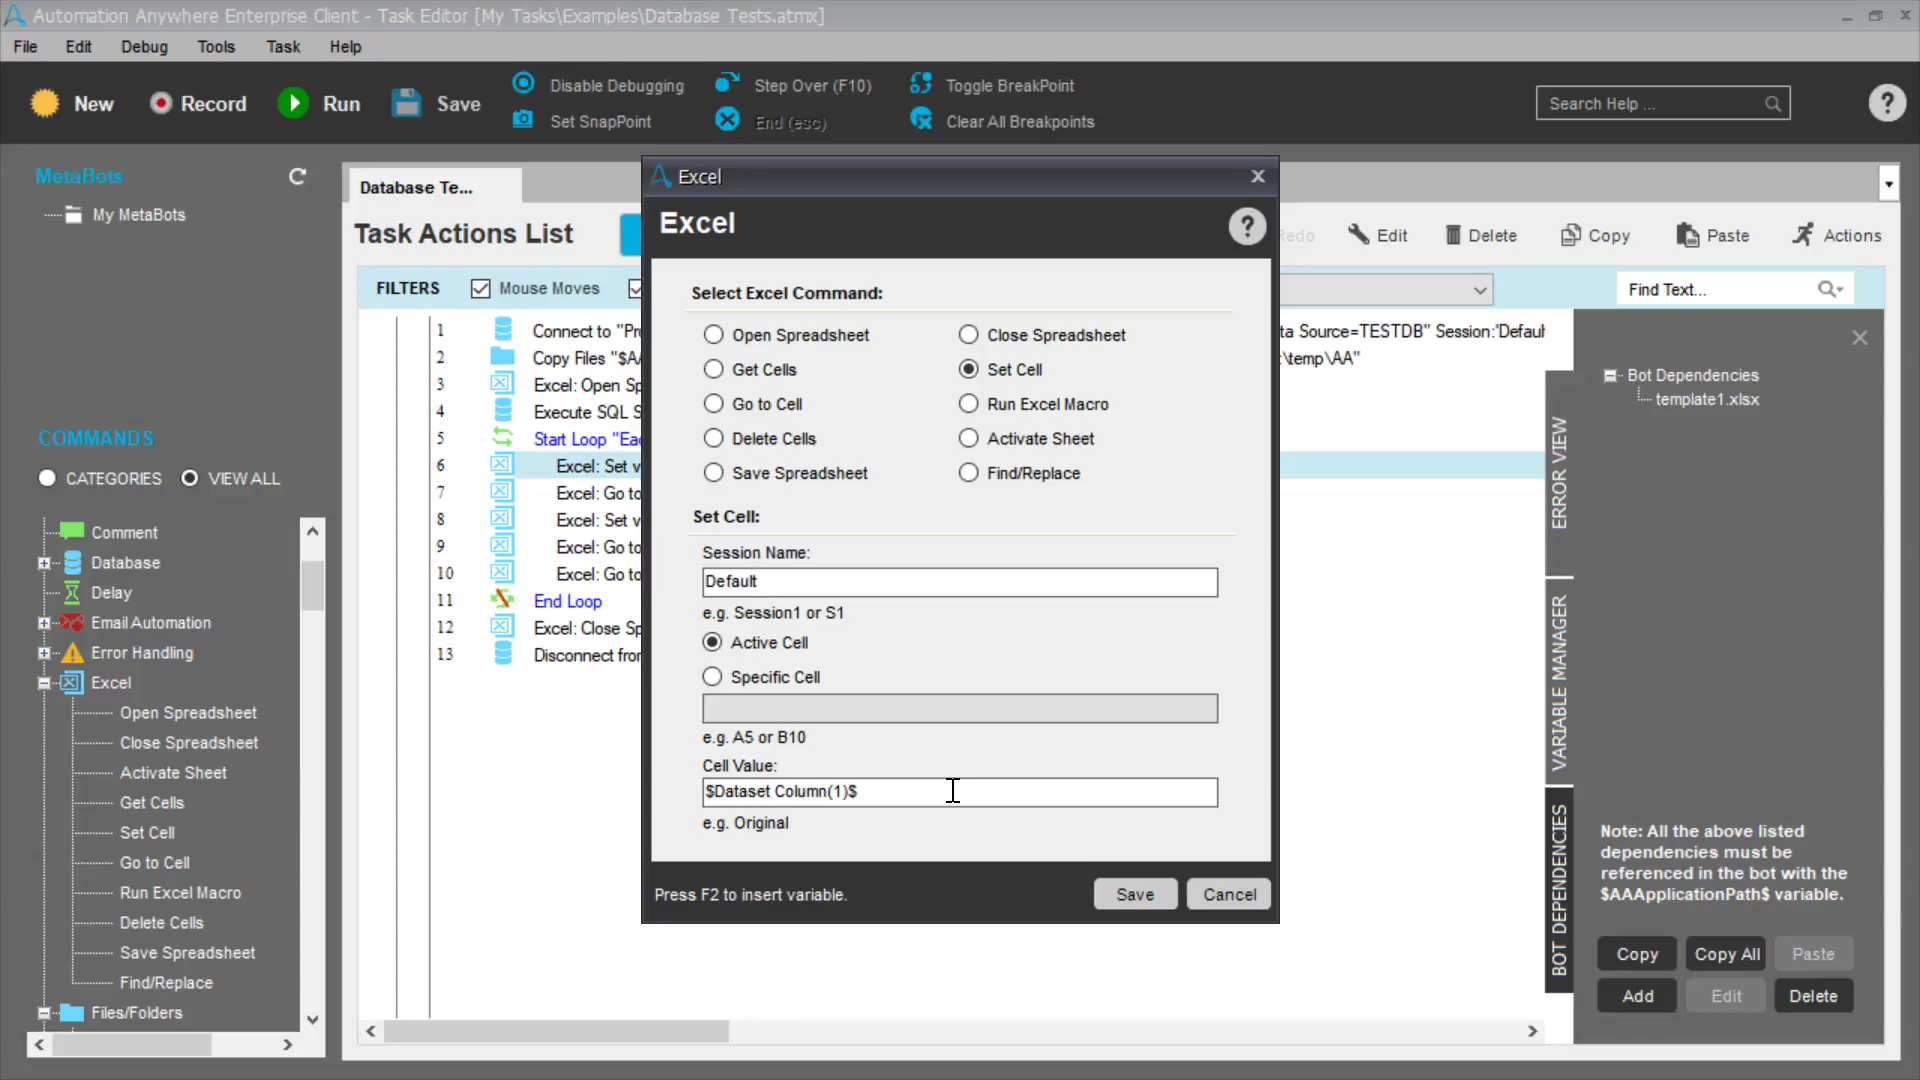 Automation Anywhere Enterprise Client - Task Editor [My Tasks\Examples\Database Tests.atmx]
File Edit Debug Tools Task Help
New Record Run Save
Disable Debugging Step Over (F10) Toggle BreakPoint
Set SnapPoint End (esc) Clear All Breakpoints
Search Help ...
?
MetaBots
My MetaBots
COMMANDS
CATEGORIES VIEW ALL
Comment
Database
Delay
Email Automation
Error Handling
Excel
Open Spreadsheet
Close Spreadsheet
Activate Sheet
Get Cells
Set Cell
Go to Cell
Run Excel Macro
Delete Cells
Save Spreadsheet
Find/Replace
Files/Folders
Database Te...
Task Actions List
Edit Delete Copy Paste Actions
FILTERS Mouse Moves
Find Text...
1 Connect to "Pr
ta Source=TESTDB" Session:'Default
2 Copy Files "$A
:\temp\AA"
3 Excel: Open Sp
4 Execute SQL S
5 Start Loop "Ea
6 Excel: Set v
7 Excel: Go to
8 Excel: Set v
9 Excel: Go to
10 Excel: Go to
11 End Loop
12 Excel: Close Sp
13 Disconnect from
Excel
Excel
?
Select Excel Command:
Open Spreadsheet Close Spreadsheet
Get Cells Set Cell
Go to Cell Run Excel Macro
Delete Cells Activate Sheet
Save Spreadsheet Find/Replace
Set Cell:
Session Name:
Default
e.g. Session1 or S1
Active Cell
Specific Cell
e.g. A5 or B10
Cell Value:
$Dataset Column(1)$
e.g. Original
Press F2 to insert variable.
Save Cancel
ERROR VIEW
VARIABLE MANAGER
BOT DEPENDENCIES
Bot Dependencies
template1.xlsx
Note: All the above listed
dependencies must be
referenced in the bot with the
$AAApplicationPath$ variable.
Copy Copy All Paste
Add Edit Delete